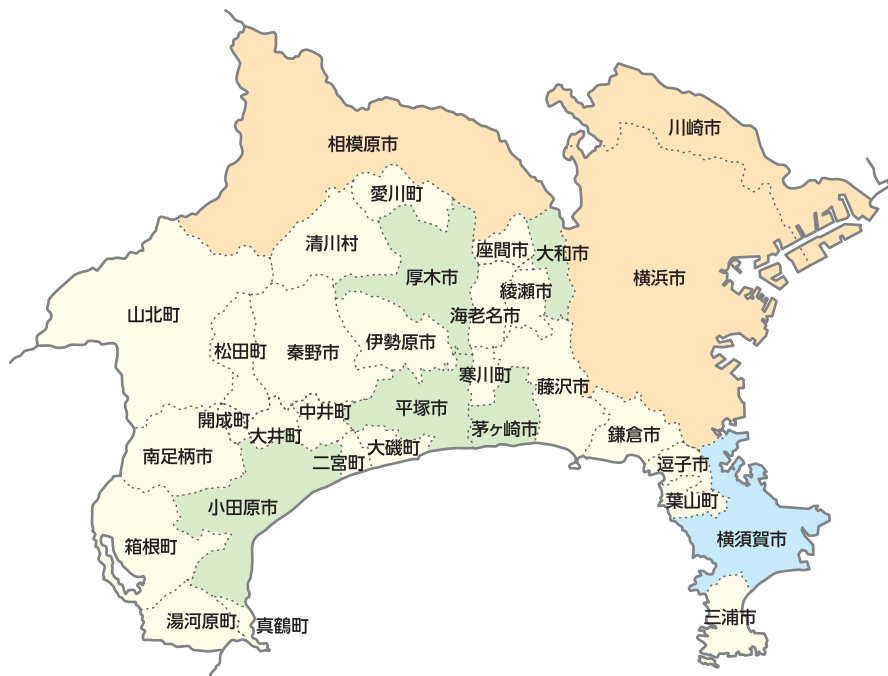 川崎市
相模原市
愛川町
清川村
座間市
大和市
厚木市
横浜市
綾瀬市
山北町
海老名市
伊勢原市
松田町
秦野市
寒川町
藤沢市
平塚市
中井町
開成町
茅ヶ崎市
大井町
鎌倉市
大磯町
南足柄市
二宮町
逗子市
葉山町
小田原市
横須賀市
箱根町
三浦市
湯河原町
真鶴町